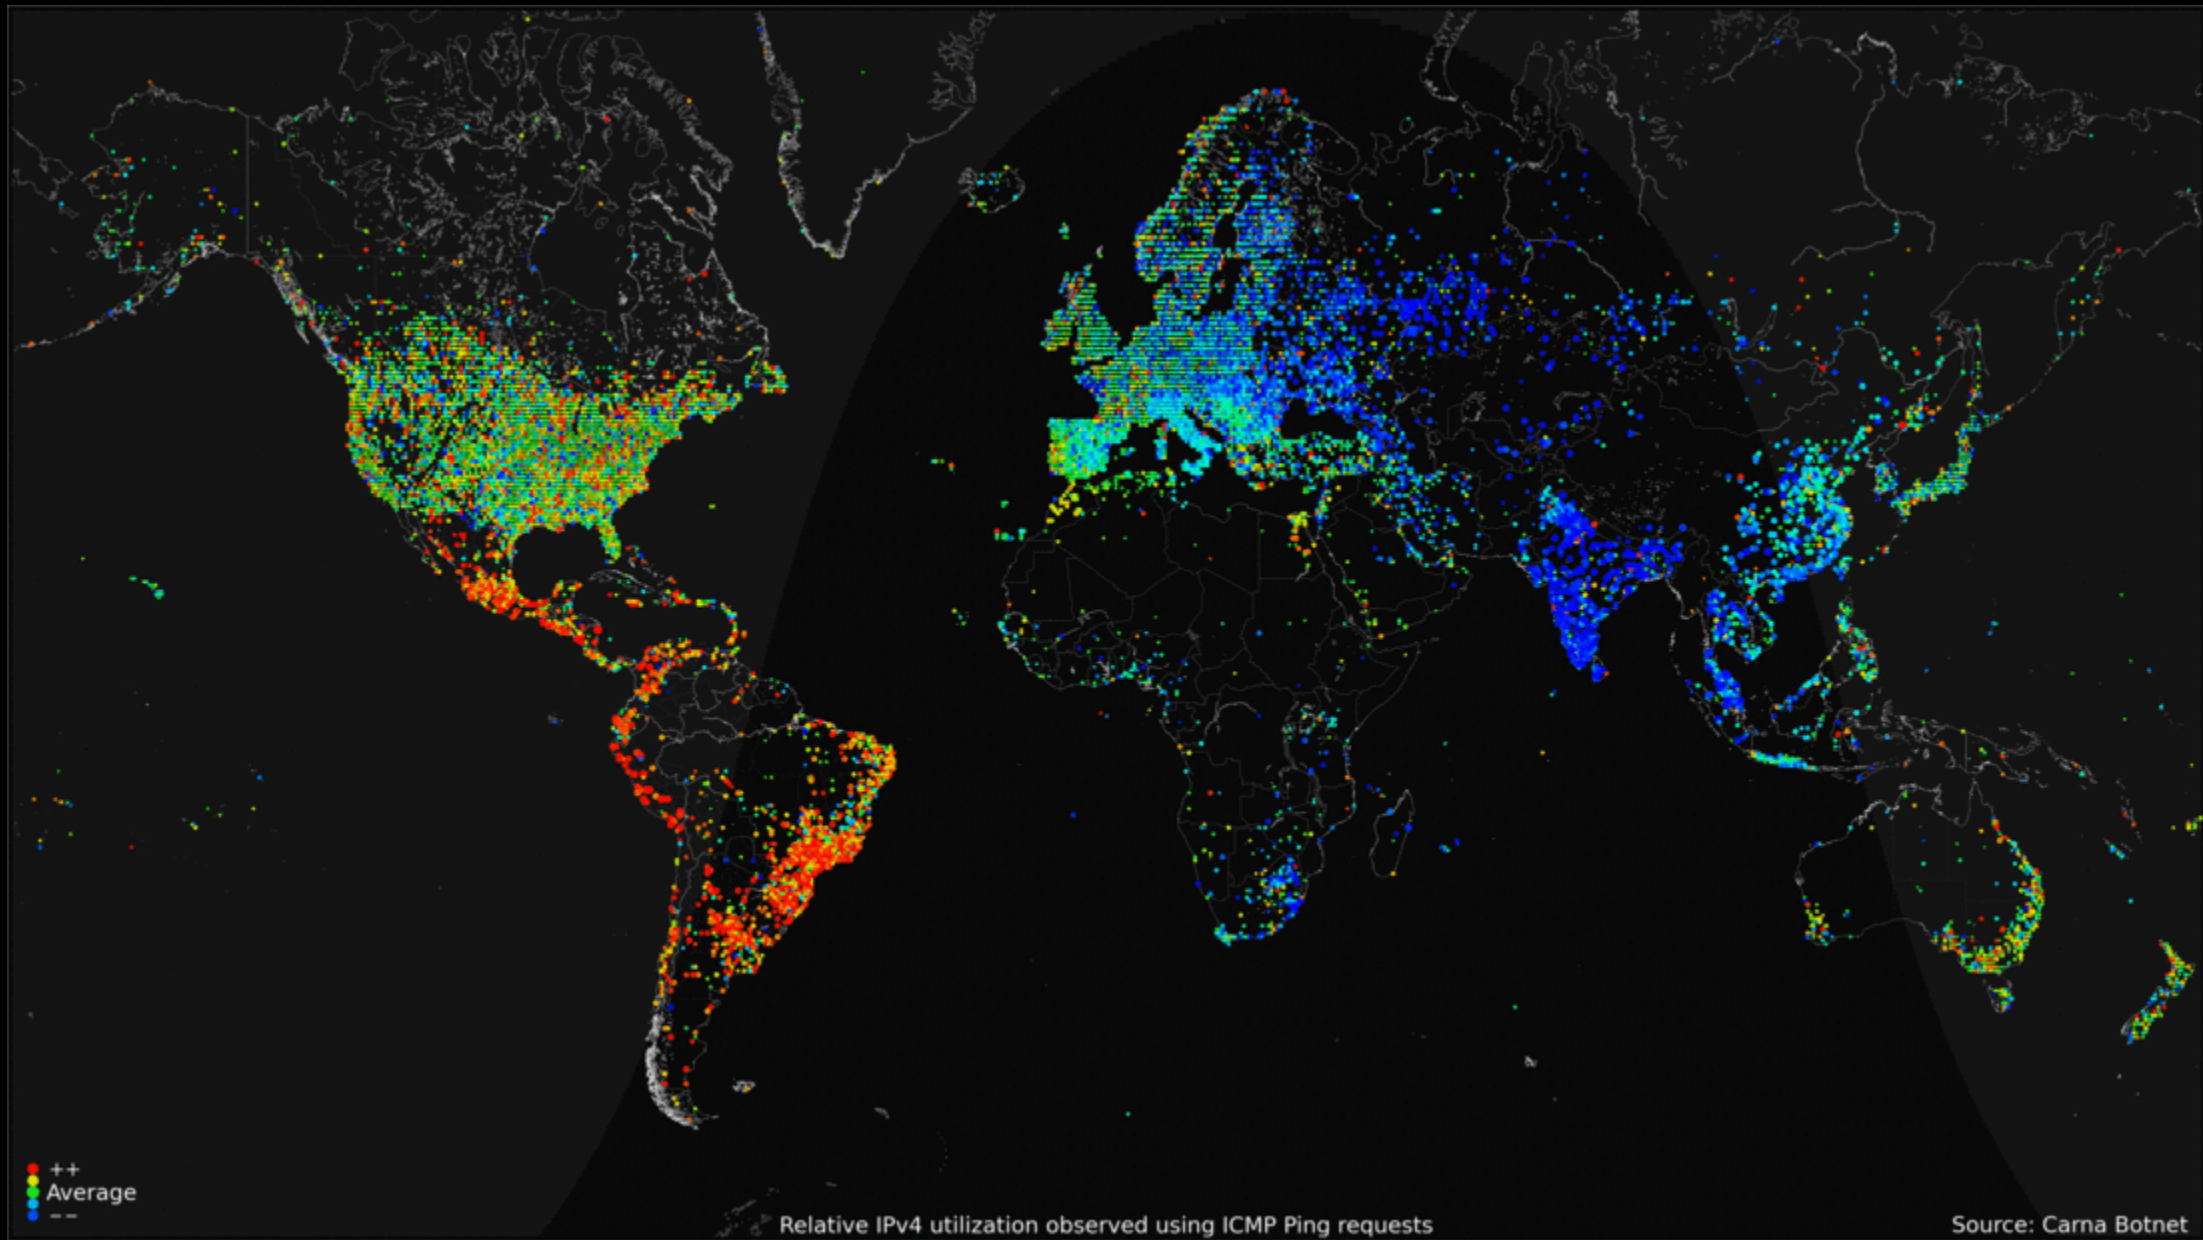 ++
Average
--
Relative IPv4 utilization observed using ICMP Ping requests
Source: Carna Botnet